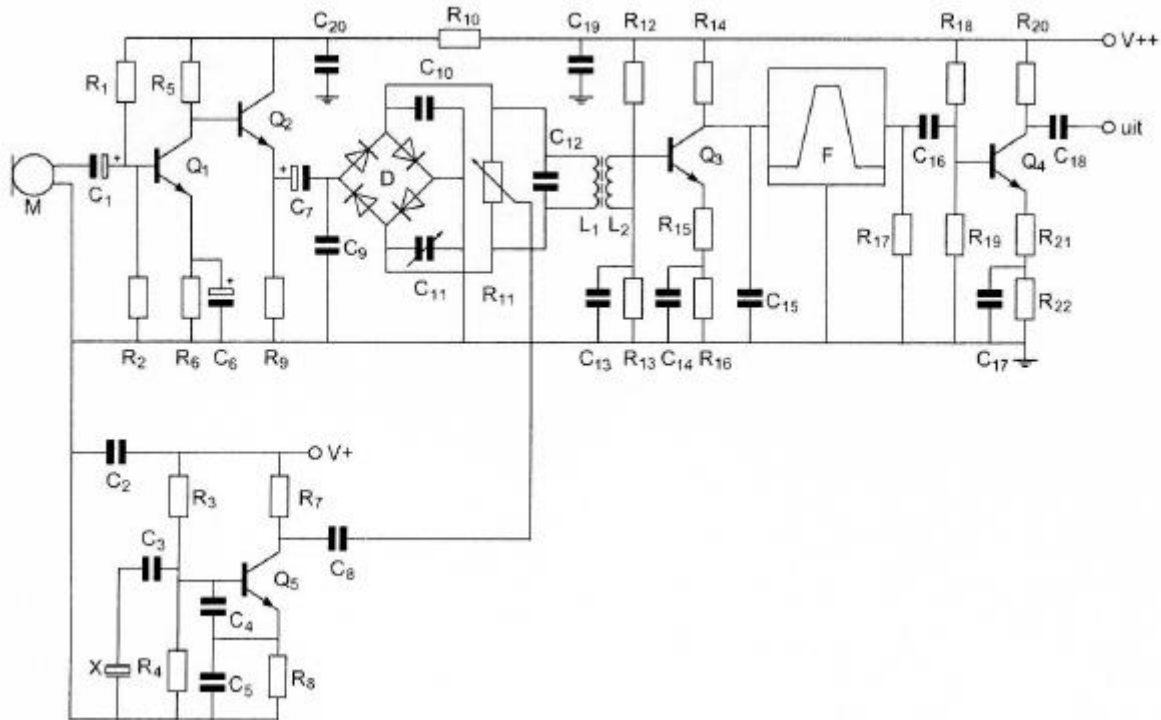 C20 R10 C19 R12 R14 R18 R20
V++
R1 R5 C10
Q2 C12 uit
Q1 D Q3 F C16 Q4 C18
M C1 C7
C9 L1 L2 R15 R17 R19 R21
C11 R11 C15 R22
R2 R6 C6 R9 C13 R13 C14 R16 C17
V+
C2 R3 R7
C3 C8
Q5
C4
X R4 C5 R8